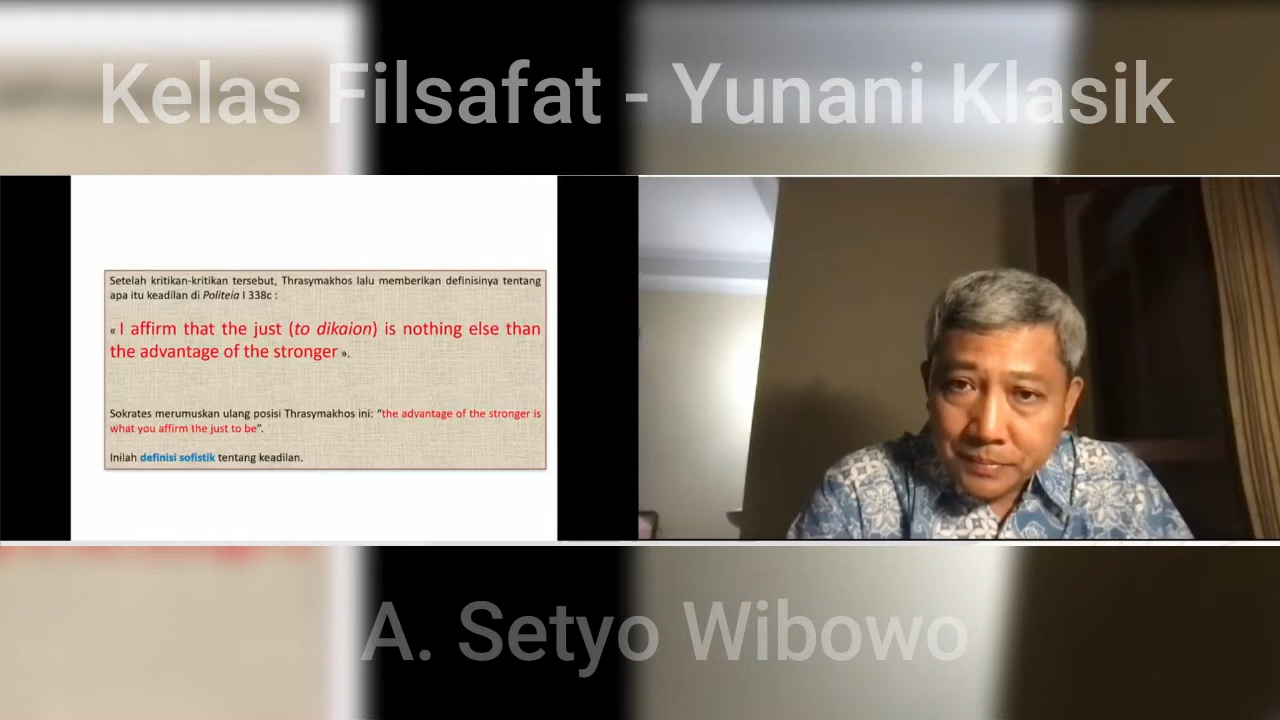 Kelas Filsafat - Yunani Klasik
Setelah kritikan-kritikan tersebut, Thrasymakhos lalu memberikan definisinya tentang
apa itu keadilan di Politeia I 338c :
« I affirm that the just (to dikaion) is nothing else than
the advantage of the stronger ».
Sokrates merumuskan ulang posisi Thrasymakhos ini: “the advantage of the stronger is
what you affirm the just to be”.
Inilah definisi sofistik tentang keadilan.
A. Setyo Wibowo